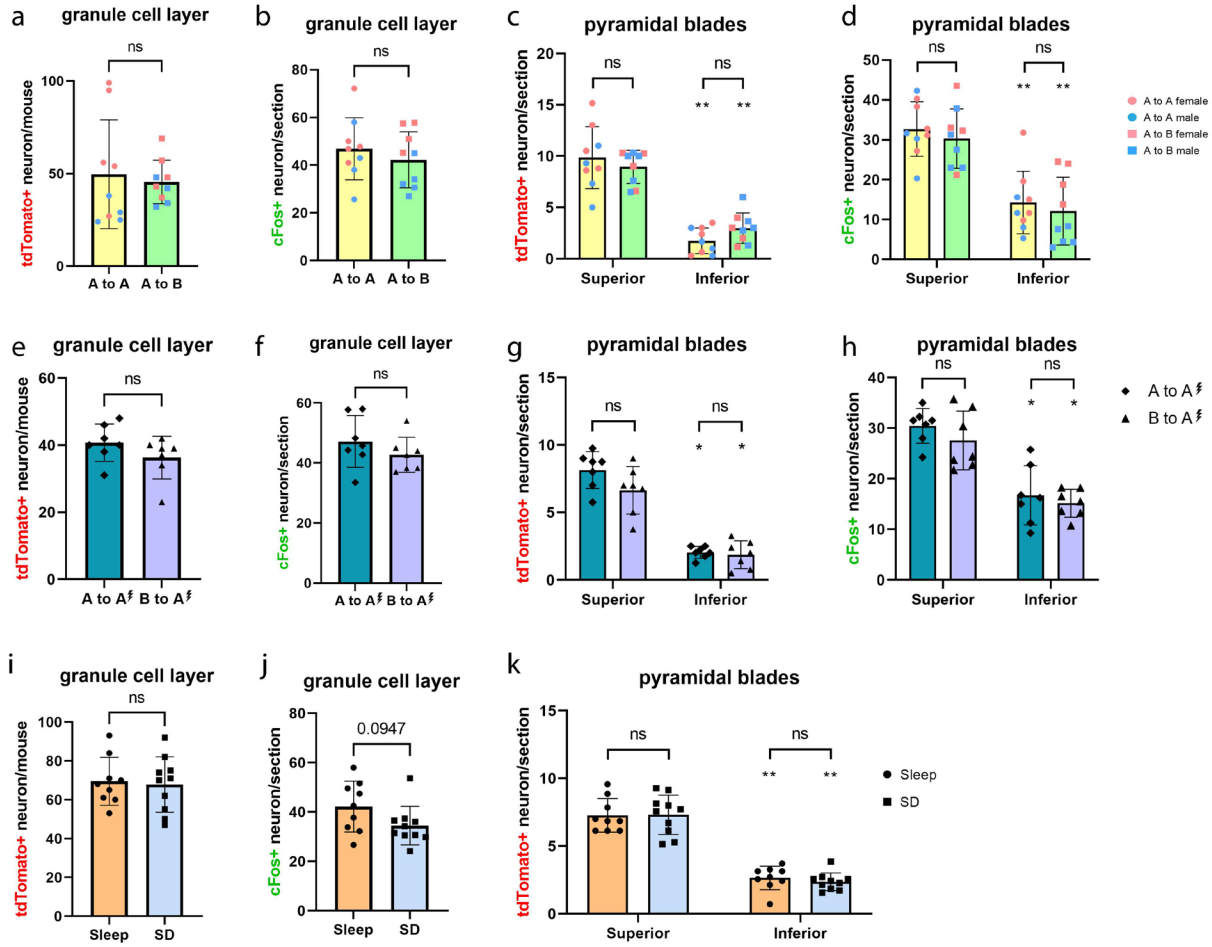 a
granule cell layer
ns
tdTomato+ neuron/mouse
100
50
0
A to A
A to B
b
granule cell layer
ns
cFos+ neuron/section
80
60
40
20
0
A to A
A to B
c
pyramidal blades
ns
ns
** **
tdTomato+ neuron/section
20
15
10
5
0
Superior
Inferior
d
pyramidal blades
ns
ns
** **
cFos+ neuron/section
50
40
30
20
10
0
Superior
Inferior
A to A female
A to A male
A to B female
A to B male
e
granule cell layer
ns
tdTomato+ neuron/mouse
60
40
20
0
A to A
B to A
f
granule cell layer
ns
cFos+ neuron/section
60
40
20
0
A to A
B to A
g
pyramidal blades
ns
ns
* *
tdTomato+ neuron/section
15
10
5
0
Superior
Inferior
h
pyramidal blades
ns
ns
* *
cFos+ neuron/section
40
30
20
10
0
Superior
Inferior
A to A
B to A
i
granule cell layer
ns
tdTomato+ neuron/mouse
100
80
60
40
20
0
Sleep
SD
j
granule cell layer
0.0947
cFos+ neuron/section
80
60
40
20
0
Sleep
SD
k
pyramidal blades
ns
ns
** **
tdTomato+ neuron/section
15
10
5
0
Superior
Inferior
Sleep
SD